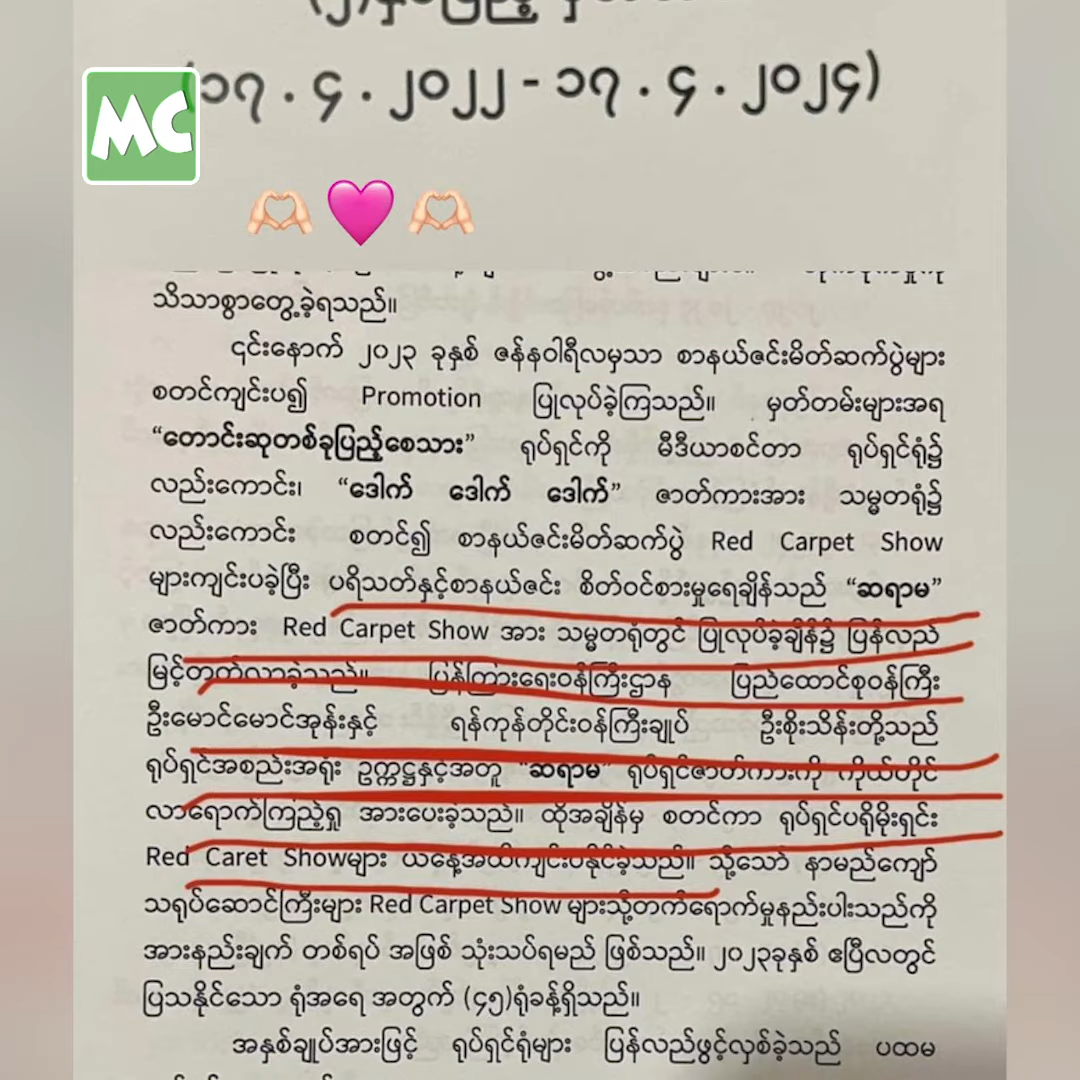 (၂)နှစ်ပြည့်
(၁၇ . ၄ . ၂၀၂၂ - ၁၇ . ၄ . ၂၀၂၄)
MC
သိသာစွာတွေ့ခဲ့ရသည်။
၎င်းနောက် ၂၀၂၃ ခုနှစ် ဇန်နဝါရီလမှသာ စာနယ်ဇင်းမိတ်ဆက်ပွဲများ
စတင်ကျင်းပ၍ Promotion ပြုလုပ်ခဲ့ကြသည်။ မှတ်တမ်းများအရ
“တောင်းဆုတစ်ခုပြည့်စေသား” ရုပ်ရှင်ကို မီဒီယာစင်တာ ရုပ်ရှင်ရုံ၌
လည်းကောင်း၊ “ဒေါက် ဒေါက် ဒေါက်” ဇာတ်ကားအား သမ္မတရုံ၌
လည်းကောင်း စတင်၍ စာနယ်ဇင်းမိတ်ဆက်ပွဲ Red Carpet Show
များကျင်းပခဲ့ပြီး ပရိသတ်နှင့်စာနယ်ဇင်း စိတ်ဝင်စားမှုရေချိန်သည် “ဆရာမ”
ဇာတ်ကား Red Carpet Show အား သမ္မတရုံတွင် ပြုလုပ်ခဲ့ချိန်၌ ပြန်လည်
မြင့်တက်လာခဲ့သည်။ ပြန်ကြားရေးဝန်ကြီးဌာန ပြည်ထောင်စုဝန်ကြီး
ဦးမောင်မောင်အုန်းနှင့် ရန်ကုန်တိုင်းဝန်ကြီးချုပ် ဦးစိုးသိန်းတို့သည်
ရုပ်ရှင်အစည်းအရုံး ဥက္ကဋ္ဌနှင့်အတူ “ဆရာမ” ရုပ်ရှင်ဇာတ်ကားကို ကိုယ်တိုင်
လာရောက်ကြည့်ရှု အားပေးခဲ့သည်။ ထိုအချိန်မှ စတင်ကာ ရုပ်ရှင်ပရိုမိုးရှင်း
Red Caret Showများ ယနေ့အထိကျင်းပနိုင်ခဲ့သည်။ သို့သော် နာမည်ကျော်
သရုပ်ဆောင်ကြီးများ Red Carpet Show များသို့တက်ရောက်မှုနည်းပါးသည်ကို
အားနည်းချက် တစ်ရပ် အဖြစ် သုံးသပ်ရမည် ဖြစ်သည်။ ၂၀၂၃ခုနှစ် ဧပြီလတွင်
ပြသနိုင်သော ရုံအရေ အတွက် (၄၅)ရုံခန့်ရှိသည်။
အနှစ်ချုပ်အားဖြင့် ရုပ်ရှင်ရုံများ ပြန်လည်ဖွင့်လှစ်ခဲ့သည် ပထမ